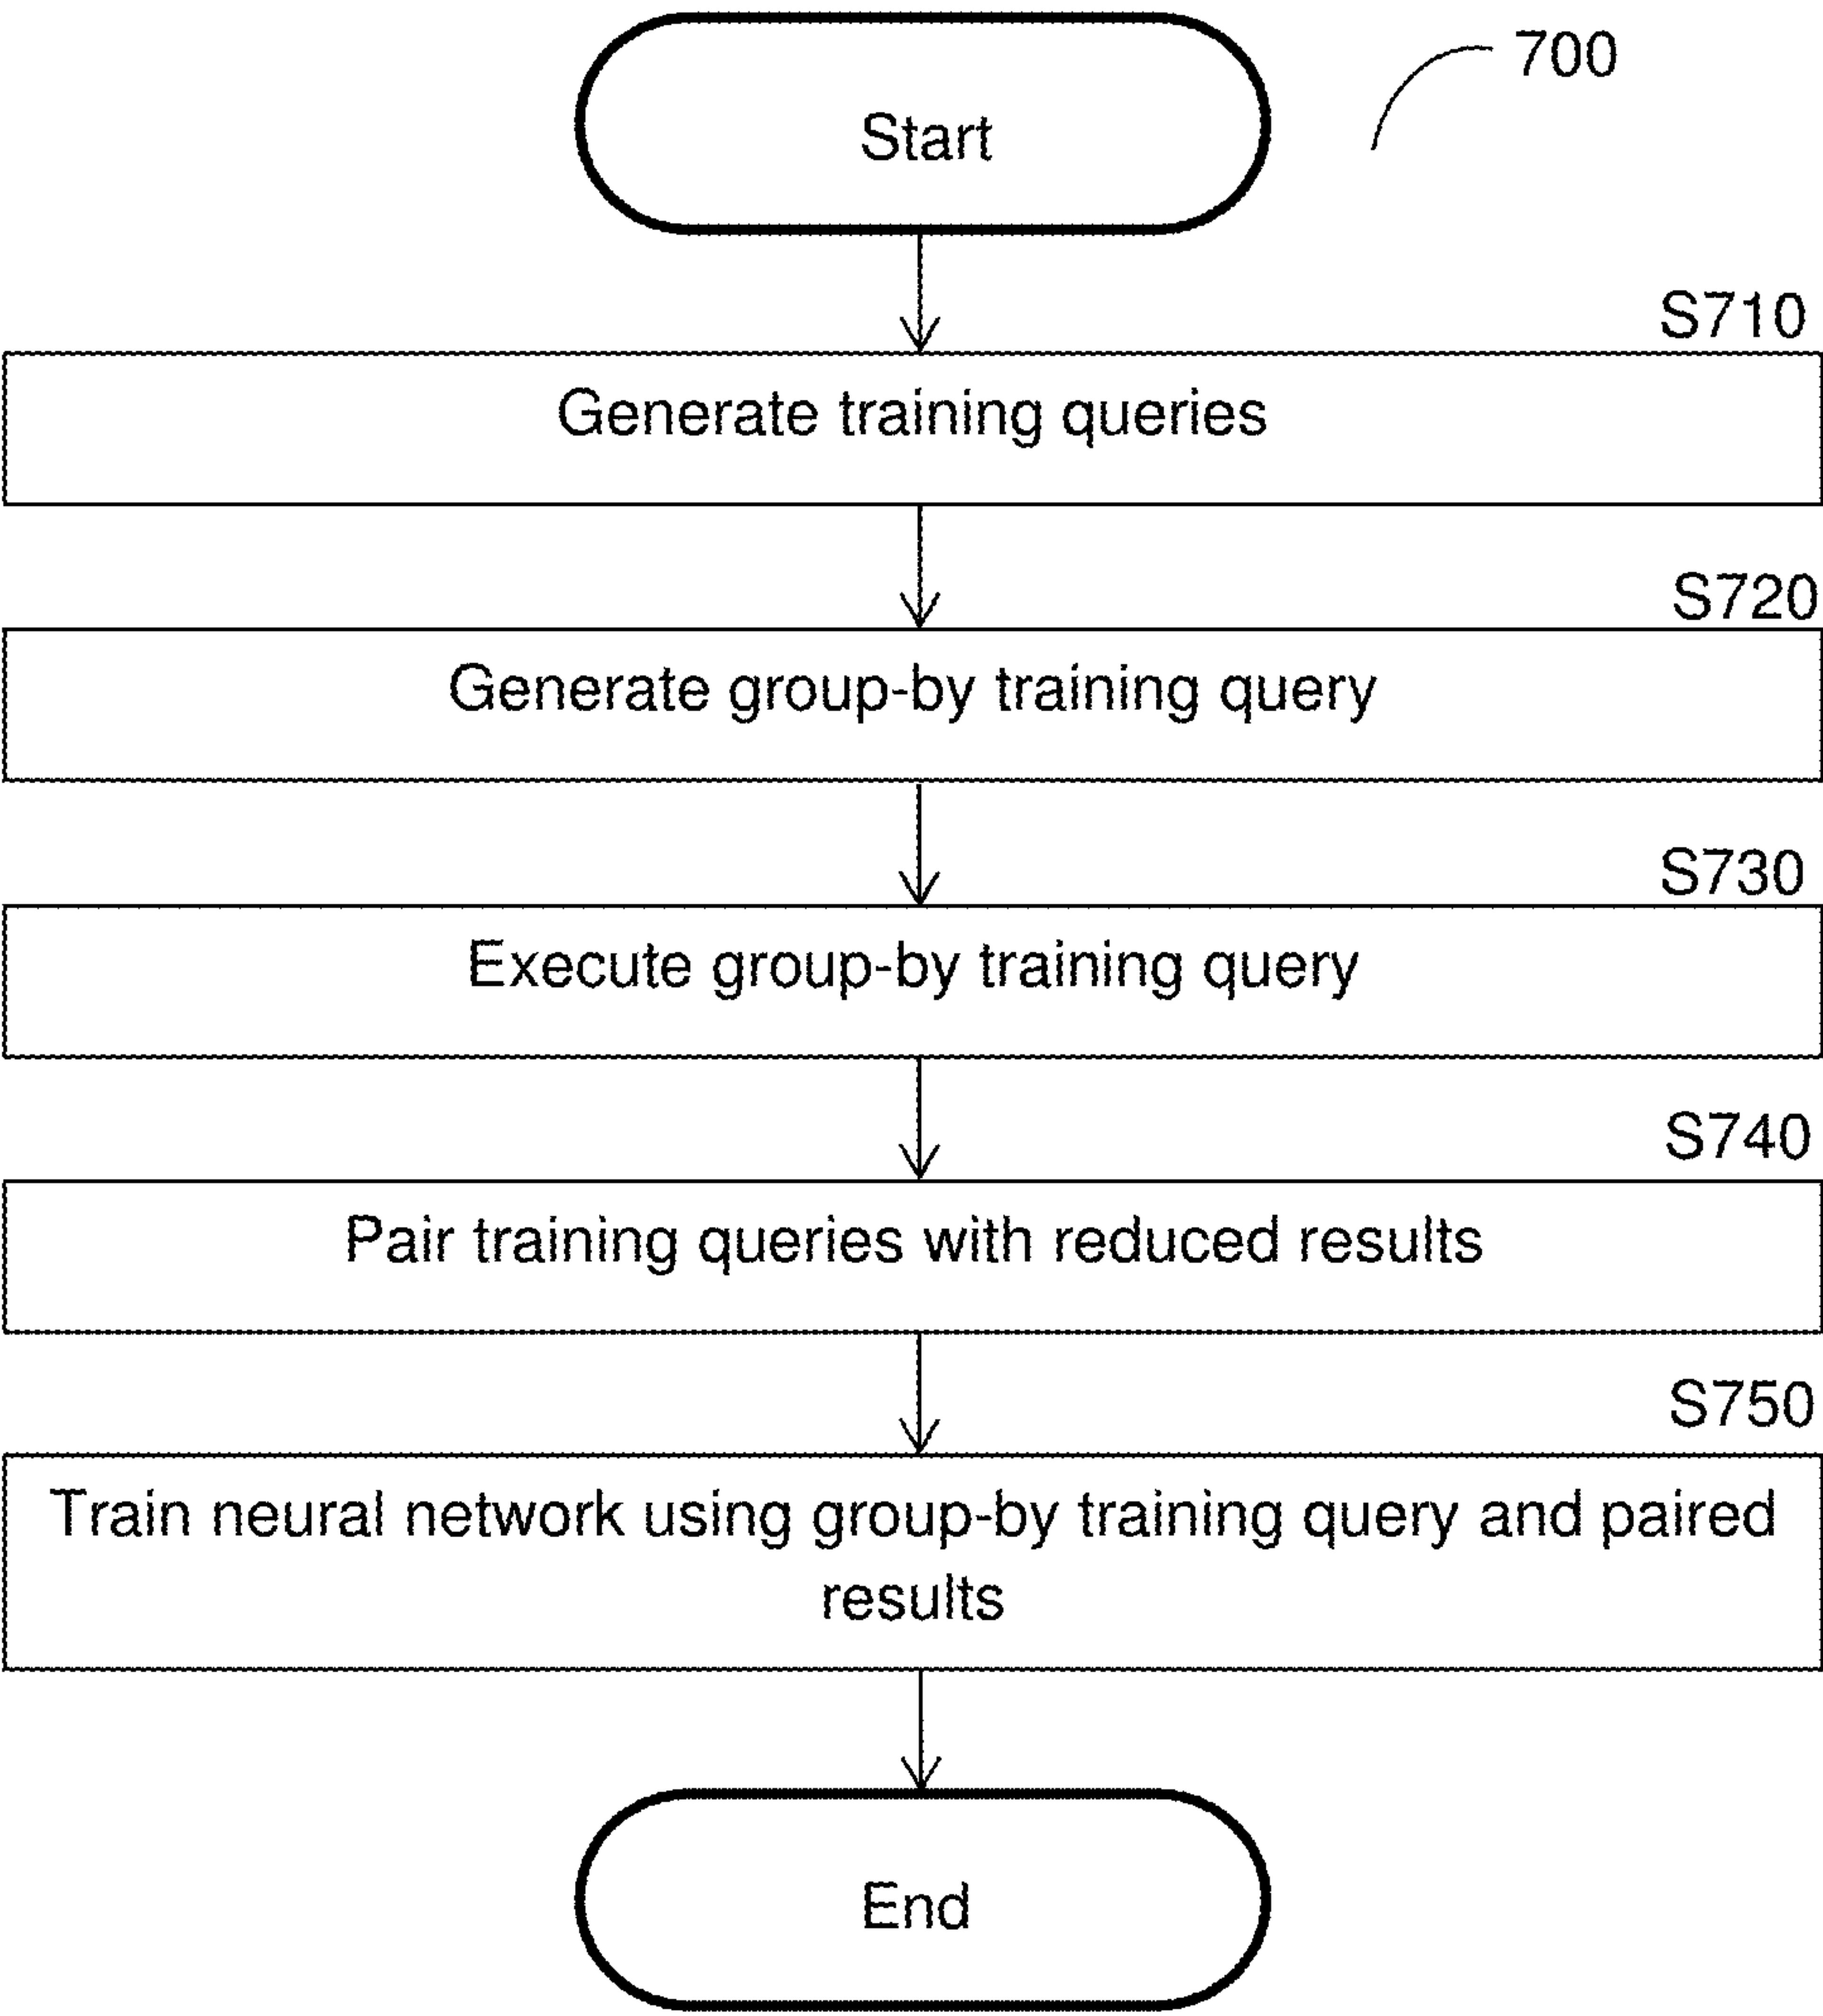 700
Start
S710
Generate training queries
S720
Generate group-by training query
S730
Execute group-by training query
S740
Pair training queries with reduced results
S750
Train neural network using group-by training query and paired
results
End